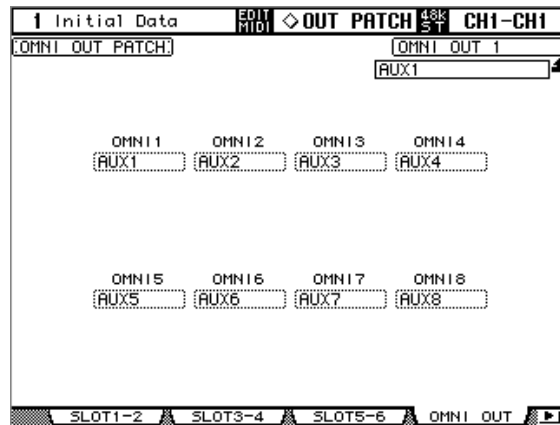 1 Initial Data EDIT MIDI ◇OUT PATCH 48k ST CH1-CH1
OMNI OUT PATCH
OMNI OUT 1
AUX1
OMNI1 OMNI2 OMNI3 OMNI4
AUX1 AUX2 AUX3 AUX4
OMNI5 OMNI6 OMNI7 OMNI8
AUX5 AUX6 AUX7 AUX8
SLOT1-2 SLOT3-4 SLOT5-6 OMNI OUT